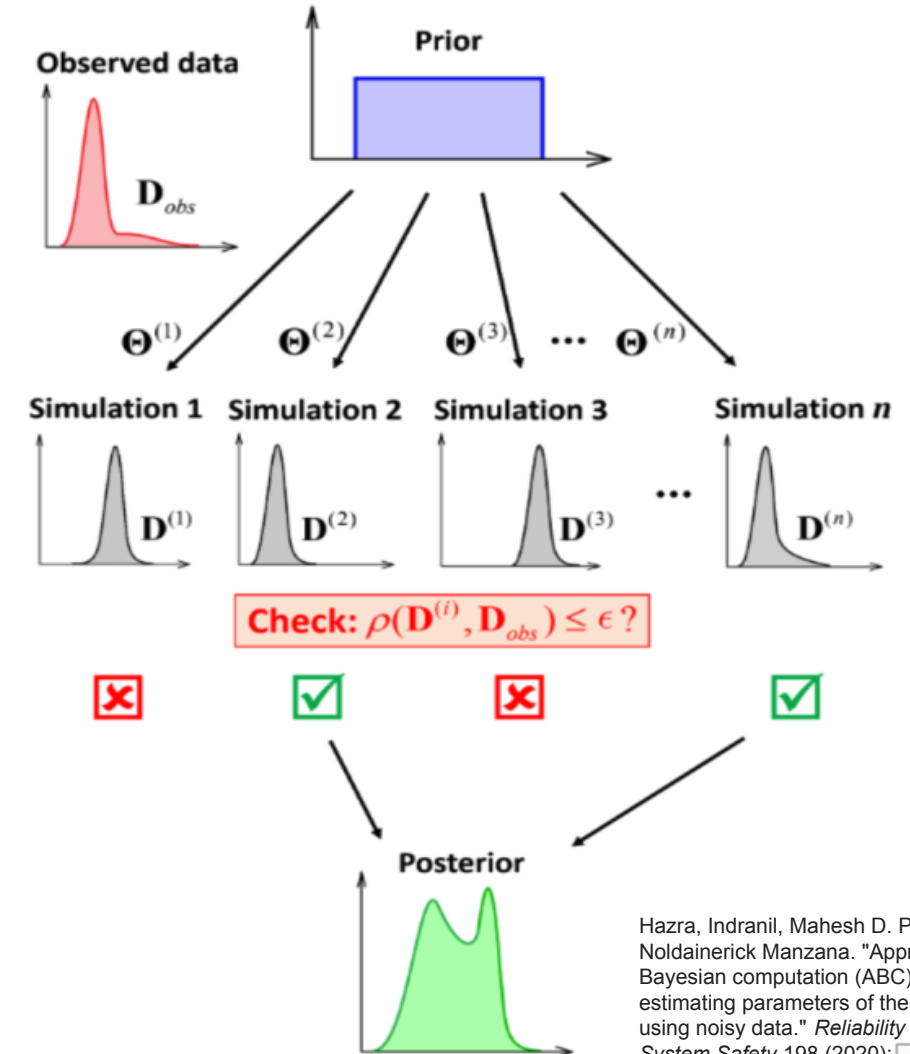 Prior
Observed data
D_obs
Θ^(1) Θ^(2) Θ^(3) ... Θ^(n)
Simulation 1 Simulation 2 Simulation 3 Simulation n
D^(1) D^(2) D^(3) ... D^(n)
Check: ρ(D^(i), D_obs) ≤ ϵ ?
Posterior
Hazra, Indranil, Mahesh D. P
Noldainerick Manzana. "Appr
Bayesian computation (ABC)
estimating parameters of the
using noisy data." Reliability
System Safety 198 (2020):